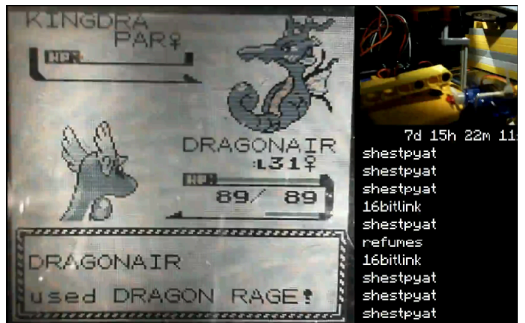 KINGDRA
PAR♀
HP:
DRAGONAIR
:L31♀
HP:
89/ 89
DRAGONAIR
used DRAGON RAGE!
7d 15h 22m 11
shestpyat
shestpyat
shestpyat
16bitlink
shestpyat
refumes
16bitlink
shestpyat
shestpyat
shestpyat